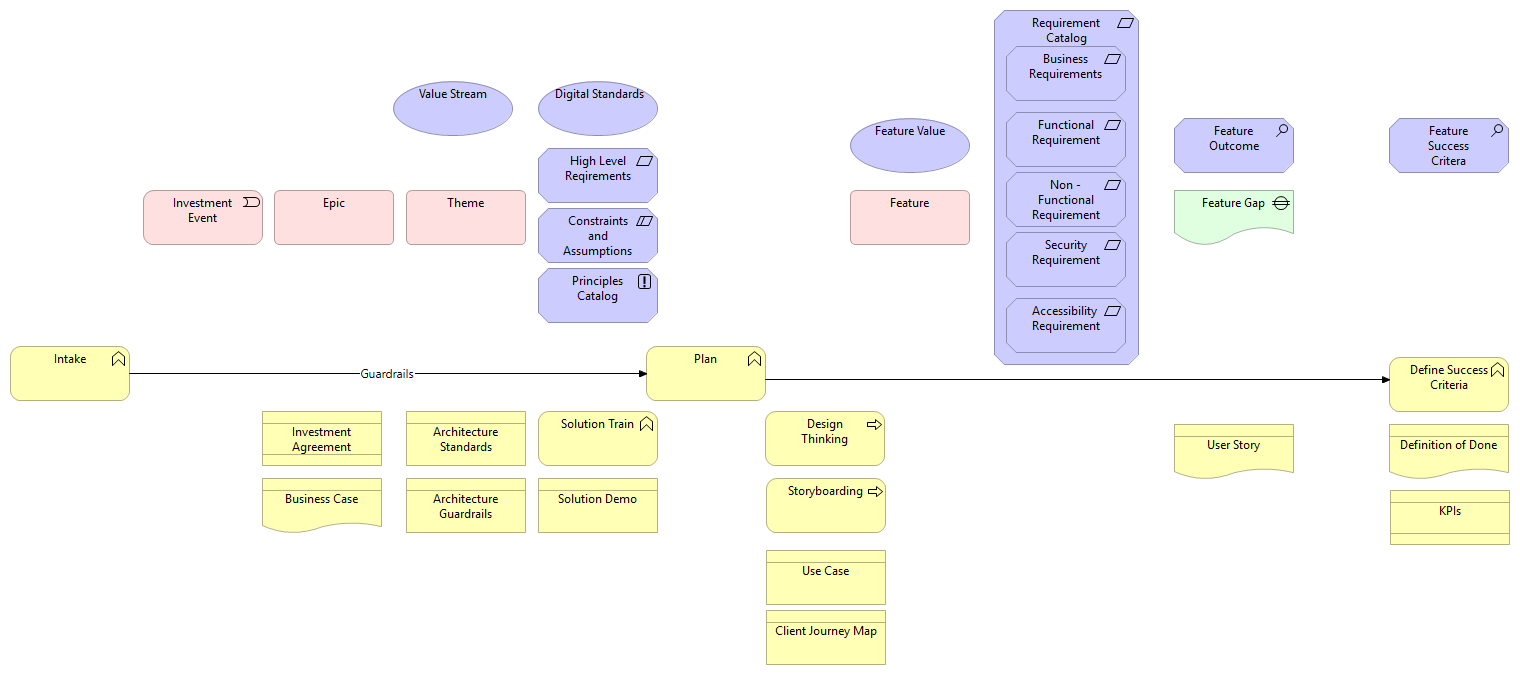 Requirement
Catalog
Business
Requirements
Value Stream
Digital Standards
Feature Value
Functional
Requirement
Feature
Outcome
Feature
Success
Critera
High Level
Reqirements
Non -
Functional
Requirement
Investment
Event
Epic
Theme
Constraints
and
Assumptions
Feature
Feature Gap
Security
Requirement
Principles
Catalog
Accessibility
Requirement
Intake
Guardrails
Plan
Define Success
Criteria
Investment
Agreement
Architecture
Standards
Solution Train
Design
Thinking
User Story
Definition of Done
Business Case
Architecture
Guardrails
Solution Demo
Storyboarding
KPIs
Use Case
Client Journey Map